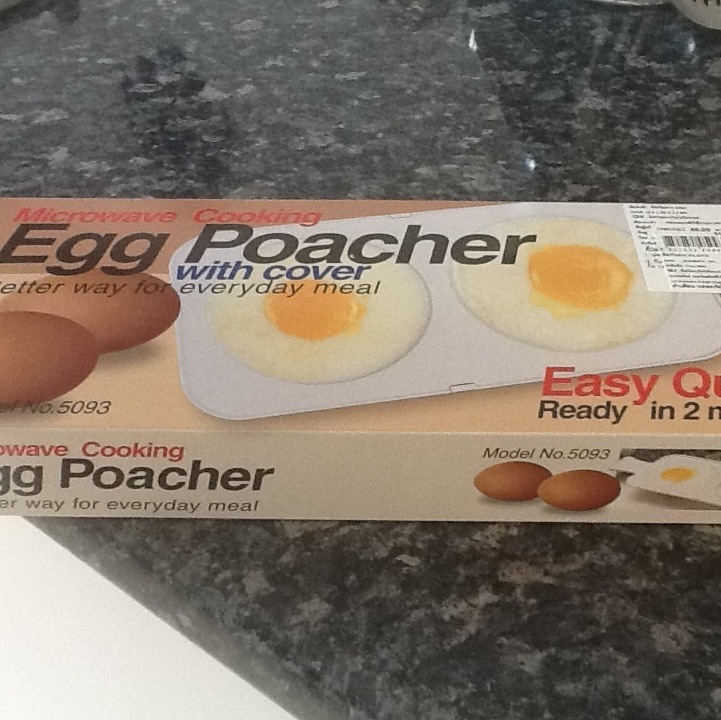 Microwave Cooking
Egg Poacher
with cover
etter way for everyday meal
Easy Qu
Ready in 2 m
el No.5093
owave Cooking
gg Poacher
er way for everyday meal
Model No.5093